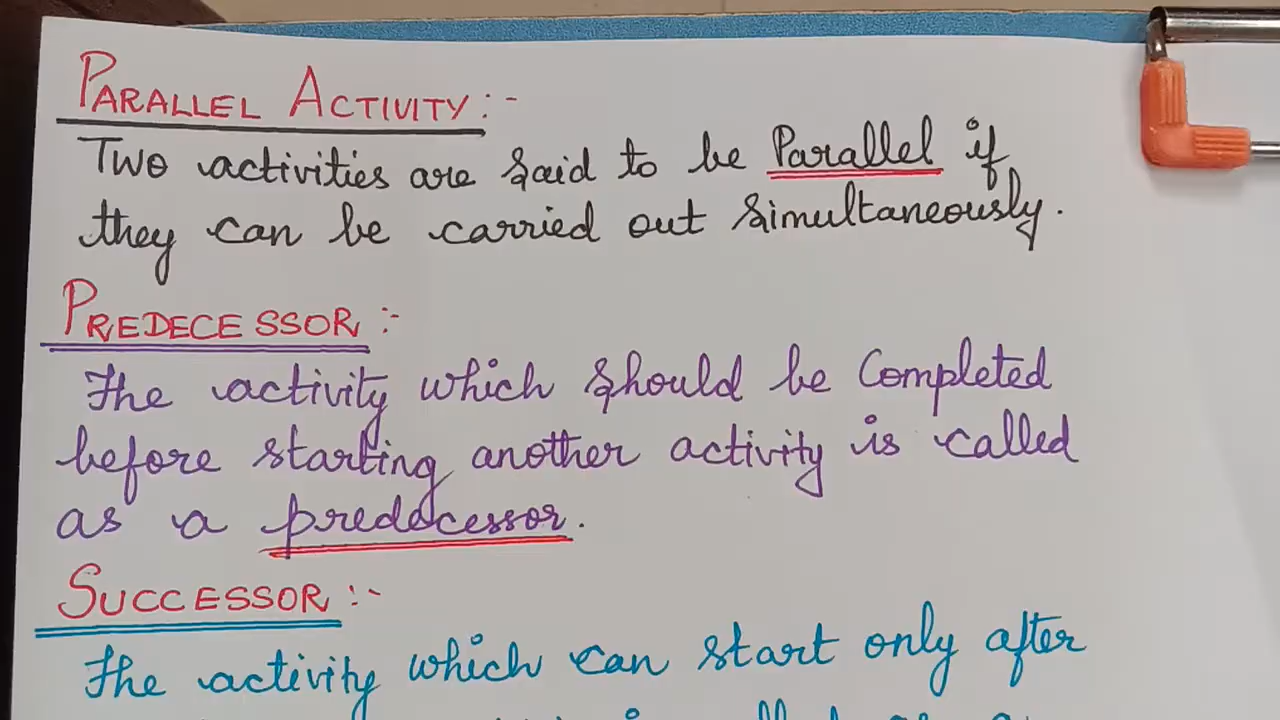 PARALLEL ACTIVITY :-
Two activities are said to be Parallel if
they can be carried out simultaneously.
PREDECESSOR :-
The activity which should be Completed
before starting another activity is called
as a predecessor.
SUCCESSOR :-
The activity which can start only after